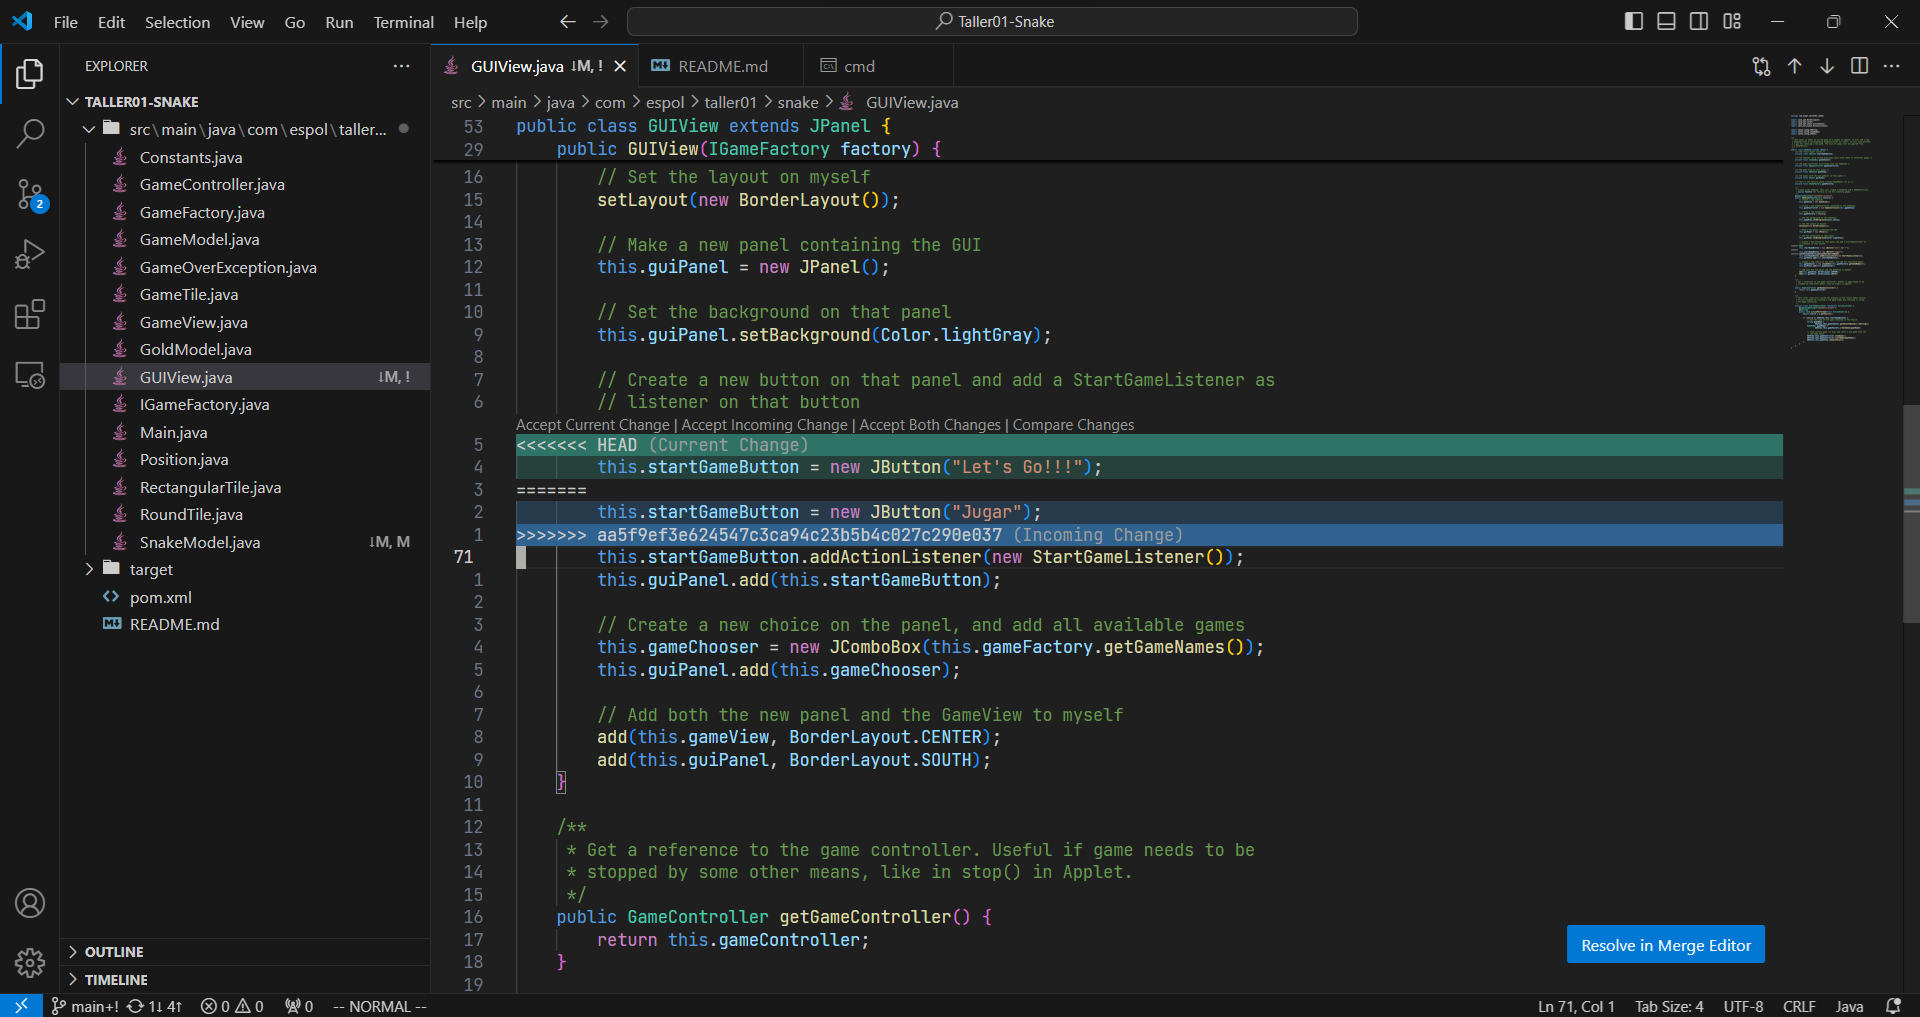 File Edit Selection View Go Run Terminal Help
Taller01-Snake
EXPLORER
TALLER01-SNAKE
src\main\java\com\espol\taller...
Constants.java
GameController.java
GameFactory.java
GameModel.java
GameOverException.java
GameTile.java
GameView.java
GoldModel.java
GUIView.java ↓M, !
IGameFactory.java
Main.java
Position.java
RectangularTile.java
RoundTile.java
SnakeModel.java ↓M, M
target
pom.xml
README.md
OUTLINE
TIMELINE
2
GUIView.java ↓M, !
README.md
cmd
src > main > java > com > espol > taller01 > snake > GUIView.java
53 public class GUIView extends JPanel {
29 public GUIView(IGameFactory factory) {
16 // Set the layout on myself
15 setLayout(new BorderLayout());
14
13 // Make a new panel containing the GUI
12 this.guiPanel = new JPanel();
11
10 // Set the background on that panel
9 this.guiPanel.setBackground(Color.lightGray);
8
7 // Create a new button on that panel and add a StartGameListener as
6 // listener on that button
Accept Current Change | Accept Incoming Change | Accept Both Changes | Compare Changes
5 <<<<<<< HEAD (Current Change)
4 this.startGameButton = new JButton("Let's Go!!!");
3 =======
2 this.startGameButton = new JButton("Jugar");
1 >>>>>>> aa5f9ef3e624547c3ca94c23b5b4c027c290e037 (Incoming Change)
71 this.startGameButton.addActionListener(new StartGameListener());
1 this.guiPanel.add(this.startGameButton);
2
3 // Create a new choice on the panel, and add all available games
4 this.gameChooser = new JComboBox(this.gameFactory.getGameNames());
5 this.guiPanel.add(this.gameChooser);
6
7 // Add both the new panel and the GameView to myself
8 add(this.gameView, BorderLayout.CENTER);
9 add(this.guiPanel, BorderLayout.SOUTH);
10 }
11
12 /**
13 * Get a reference to the game controller. Useful if game needs to be
14 * stopped by some other means, like in stop() in Applet.
15 */
16 public GameController getGameController() {
17 return this.gameController;
18 }
19
Resolve in Merge Editor
main+! 1↓ 4↑ 0 0 0 -- NORMAL --
Ln 71, Col 1 Tab Size: 4 UTF-8 CRLF Java